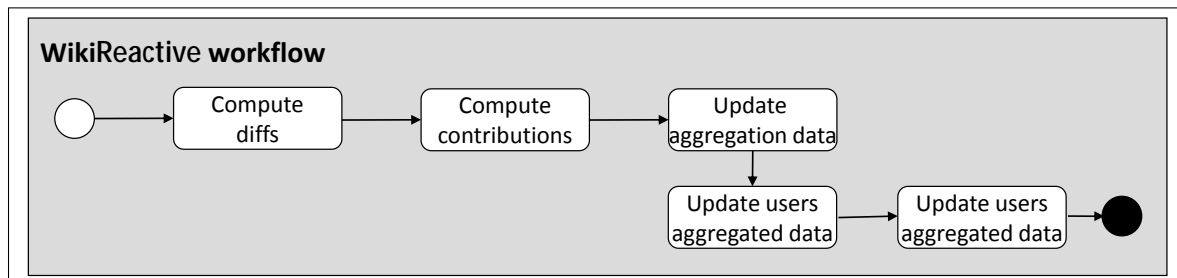 WikiReactive workflow
Compute
diffs
Compute
contributions
Update
aggregation data
Update users
aggregated data
Update users
aggregated data